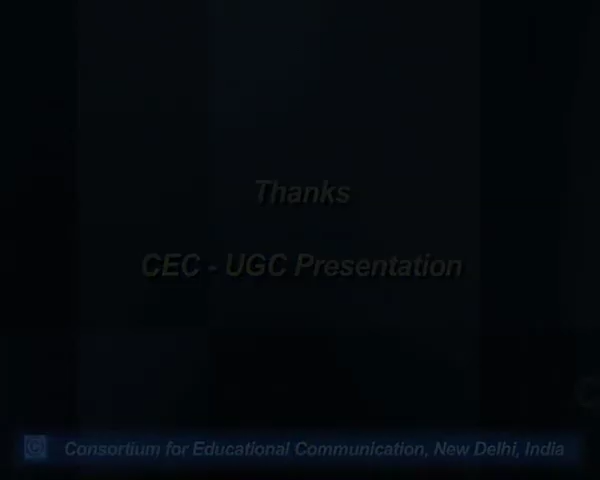 Thanks
CEC - UGC Presentation
Consortium for Educational Communication, New Delhi, India